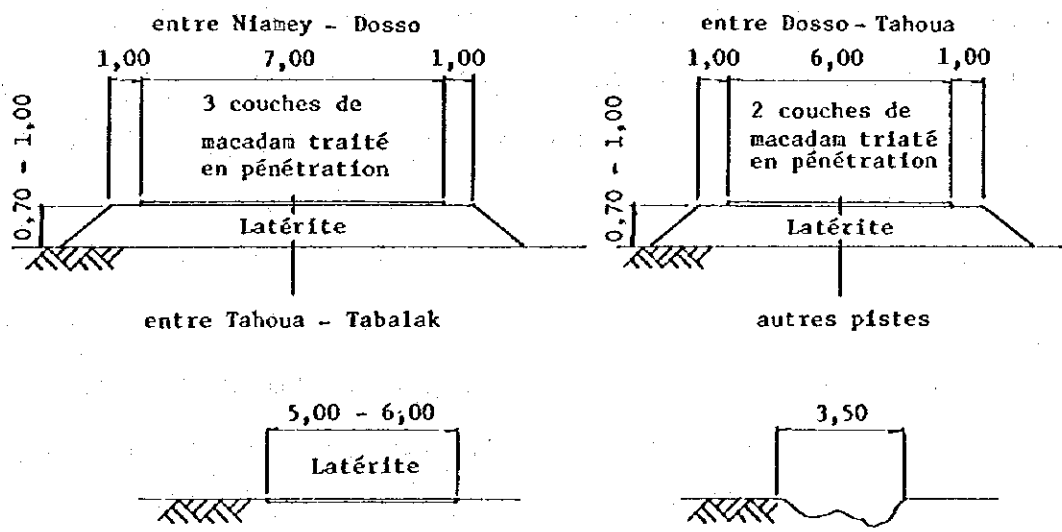 entre Niamey - Dosso
1,00 7,00 1,00
3 couches de
macadam traité
en pénétration
0,70 - 1,00
Latérite
entre Dosso - Tahoua
1,00 6,00 1,00
2 couches de
macadam triaté
en pénétration
0,70 - 1,00
Latérite
entre Tahoua - Tabalak
5,00 - 6,00
Latérite
autres pistes
3,50